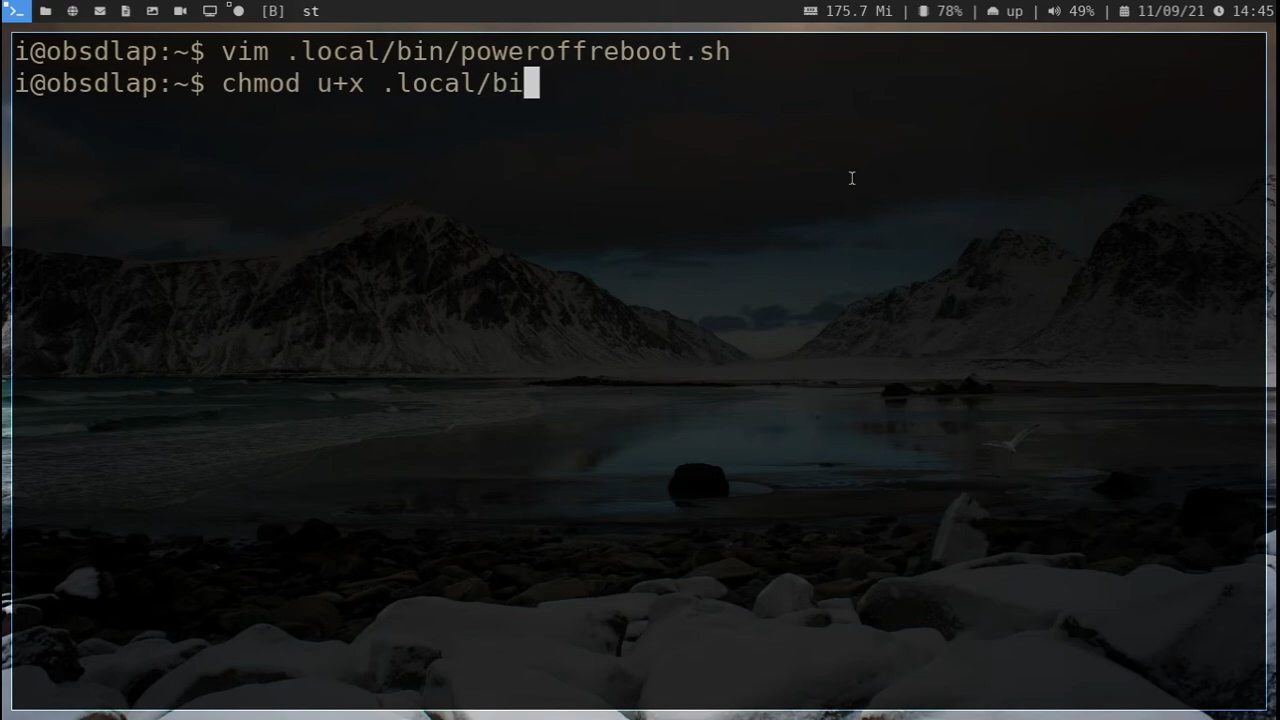 [B] st 175.7 Mi | 78% | up | 49% | 11/09/21 14:45
i@obsdlap:~$ vim .local/bin/poweroffreboot.sh
i@obsdlap:~$ chmod u+x .local/bi